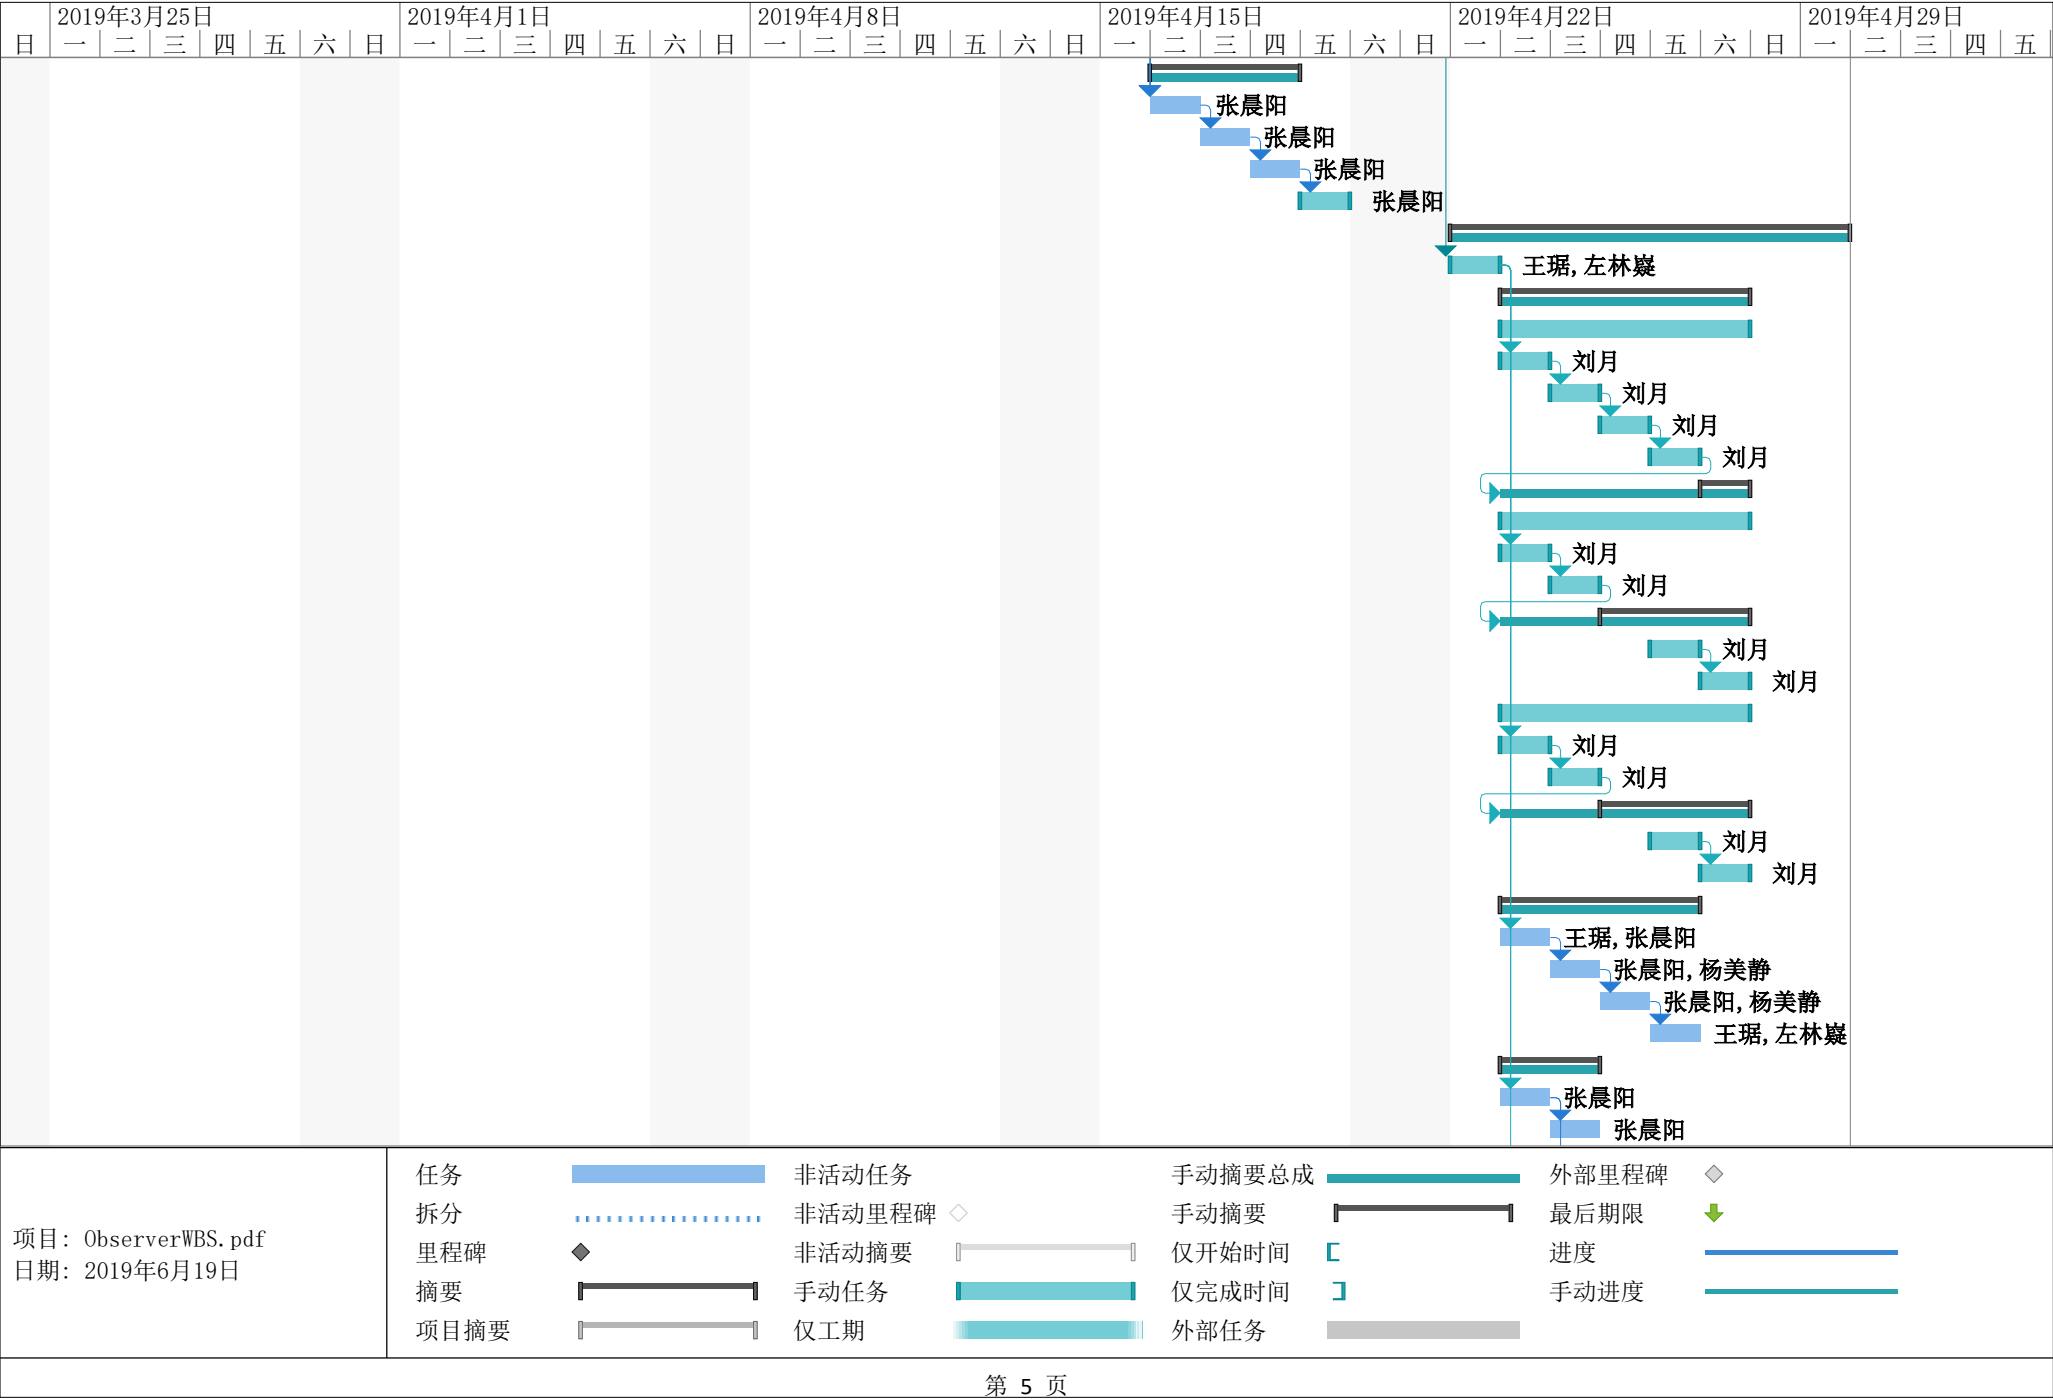 2019年3月25日 2019年4月1日 2019年4月8日 2019年4月15日 2019年4月22日 2019年4月29日
日 一 二 三 四 五 六 日 一 二 三 四 五 六 日 一 二 三 四 五 六 日 一 二 三 四 五 六 日 一 二 三 四 五 六 日 一 二 三 四 五
张晨阳
张晨阳
张晨阳
张晨阳
王琚,左林嶷
刘月
刘月
刘月
刘月
刘月
刘月
刘月
刘月
刘月
刘月
刘月
刘月
王琚,张晨阳
张晨阳,杨美静
张晨阳,杨美静
王琚,左林嶷
张晨阳
张晨阳
项目: ObserverWBS.pdf
日期: 2019年6月19日
任务 非活动任务 手动摘要总成 外部里程碑
拆分 非活动里程碑 手动摘要 最后期限
里程碑 非活动摘要 仅开始时间 进度
摘要 手动任务 仅完成时间 手动进度
项目摘要 仅工期 外部任务
第 5 页